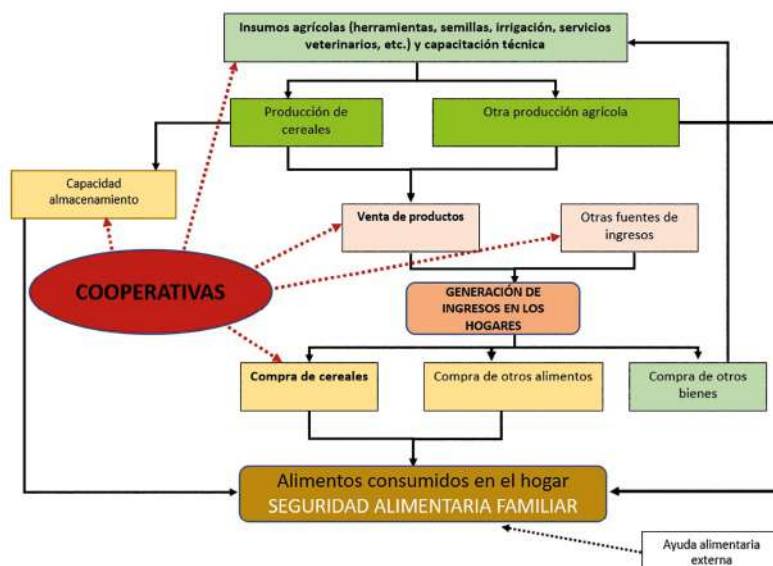 Insumos agrícolas (herramientas, semillas, irrigación, servicios
veterinarios, etc.) y capacitación técnica
Producción de
cereales
Otra producción agrícola
Capacidad
almacenamiento
Venta de productos
Otras fuentes de
ingresos
COOPERATIVAS
GENERACIÓN DE
INGRESOS EN LOS
HOGARES
Compra de cereales
Compra de otros alimentos
Compra de otros
bienes
Alimentos consumidos en el hogar
SEGURIDAD ALIMENTARIA FAMILIAR
Ayuda alimentaria
externa